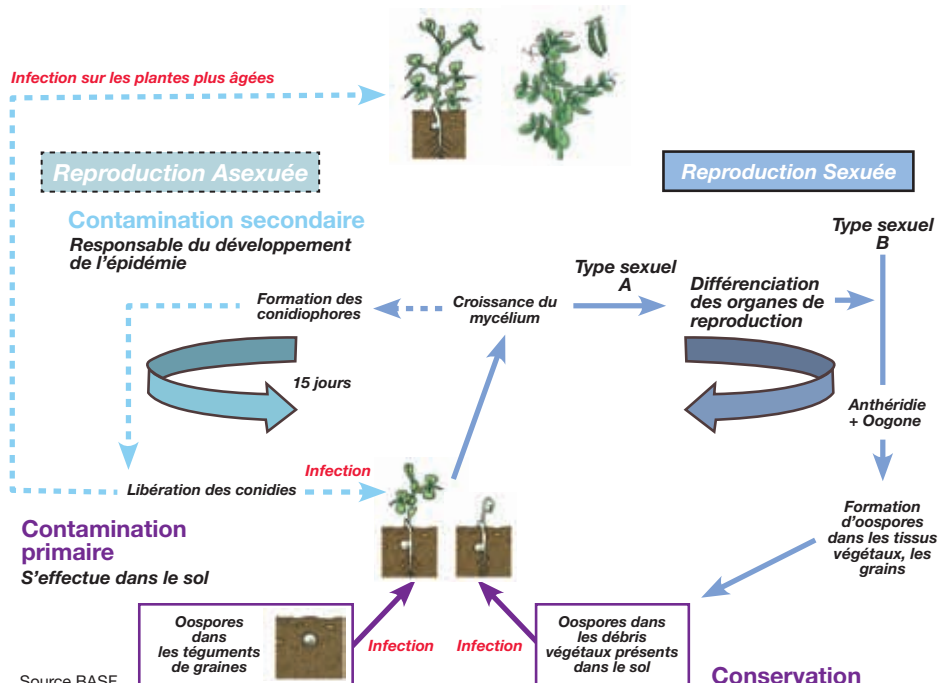 Infection sur les plantes plus âgées
Reproduction Asexuée
Reproduction Sexuée
Contamination secondaire
Responsable du développement
de l'épidémie
Type sexuel
B
Type sexuel
A
Différenciation
des organes de
reproduction
Formation des
conidiophores
Croissance du
mycélium
15 jours
Anthéridie
+ Oogone
Infection
Libération des conidies
Formation
d'oospores
dans les tissus
végétaux, les
grains
Contamination
primaire
S'effectue dans le sol
Oospores
dans
les téguments
de graines
Infection
Infection
Oospores dans
les débris
végétaux présents
dans le sol
Conservation
Source BASF